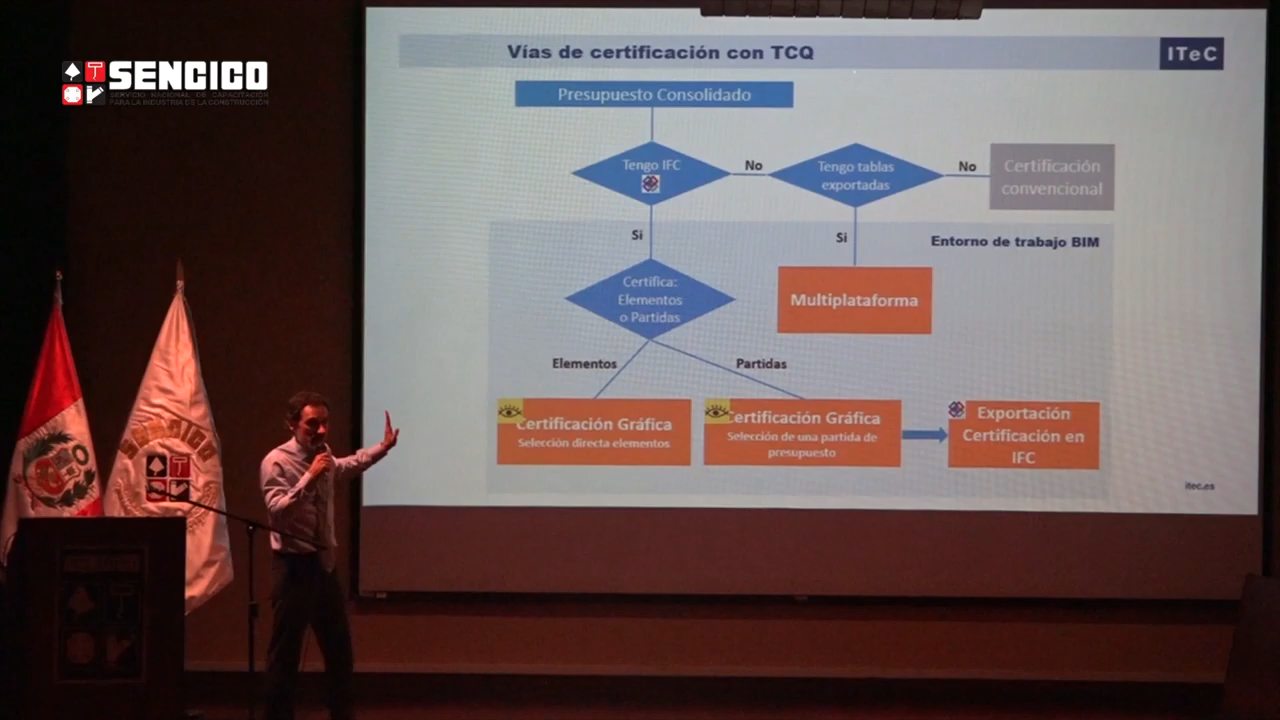 SENCICO
SERVICIO NACIONAL DE CAPACITACIÓN
PARA LA INDUSTRIA DE LA CONSTRUCCIÓN
Vías de certificación con TCQ
ITeC
Presupuesto Consolidado
Tengo IFC
No
Tengo tablas
exportadas
No
Certificación
convencional
Si
Si
Entorno de trabajo BIM
Certifica:
Elementos
o Partidas
Multiplataforma
Elementos
Partidas
Certificación Gráfica
Selección directa elementos
Certificación Gráfica
Selección de una partida de
presupuesto
Exportación
Certificación en
IFC
itec.es
SENCICO